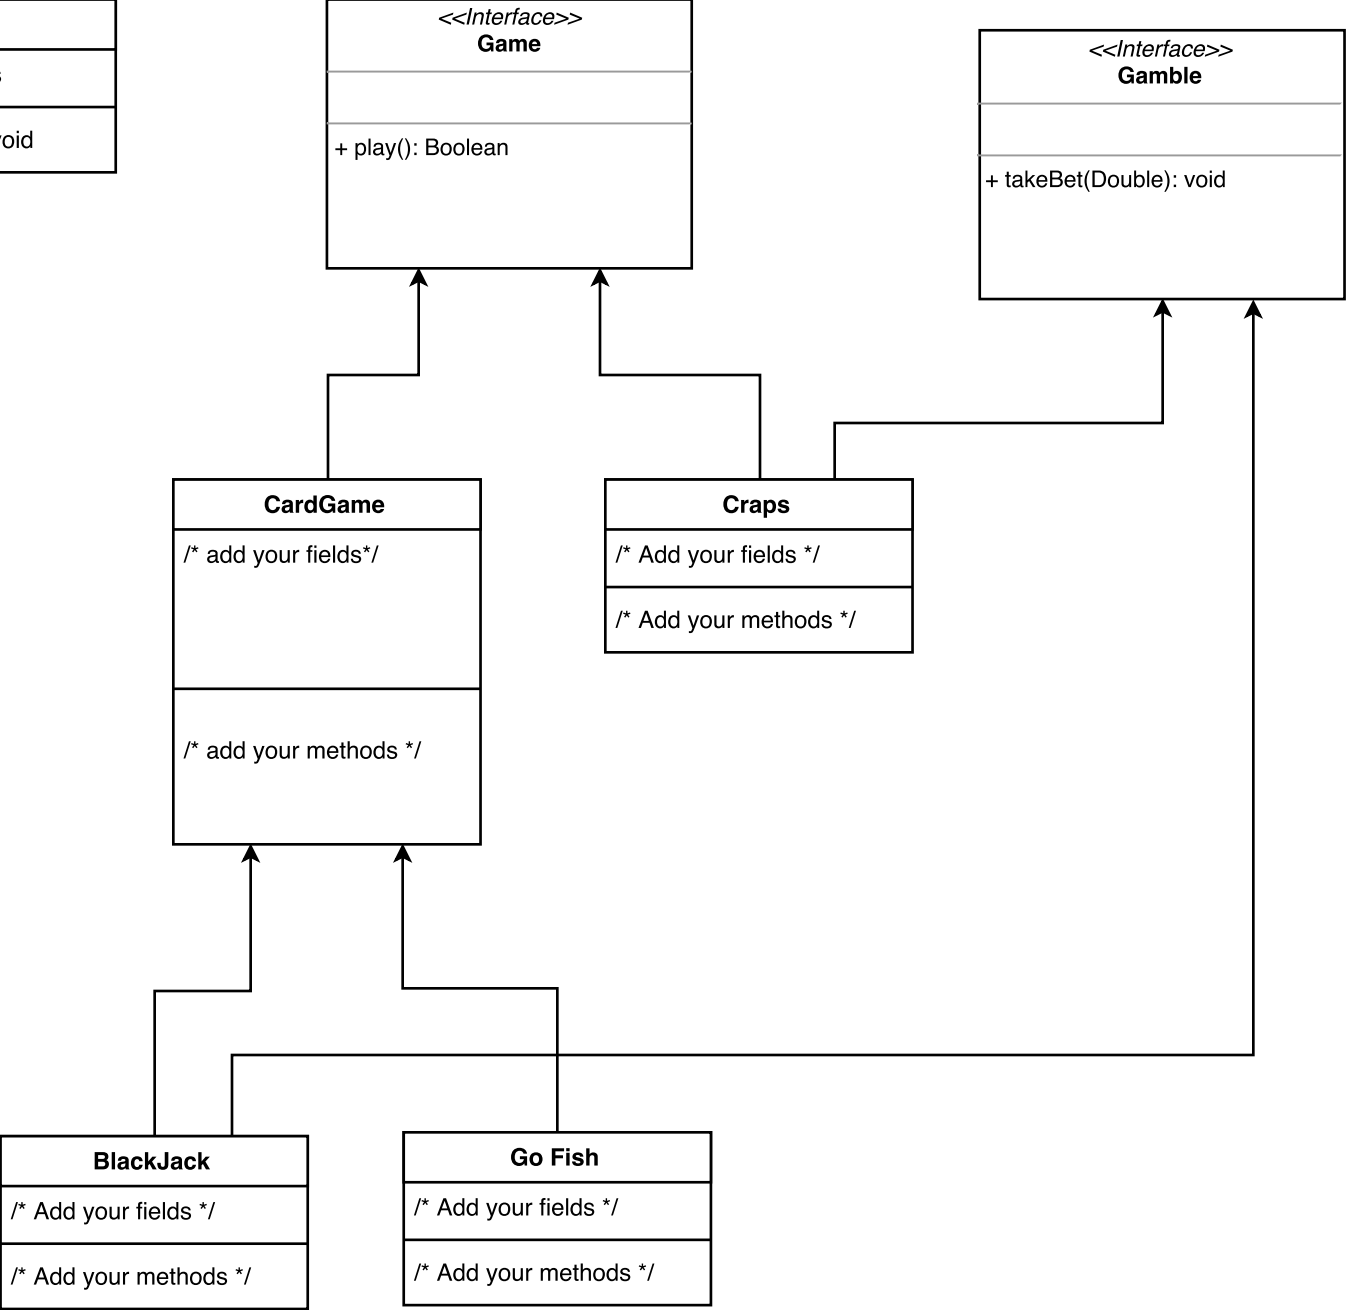 <<Interface>>
Game
+ play(): Boolean
<<Interface>>
Gamble
+ takeBet(Double): void
CardGame
/* add your fields*/
/* add your methods */
Craps
/* Add your fields */
/* Add your methods */
BlackJack
/* Add your fields */
/* Add your methods */
Go Fish
/* Add your fields */
/* Add your methods */